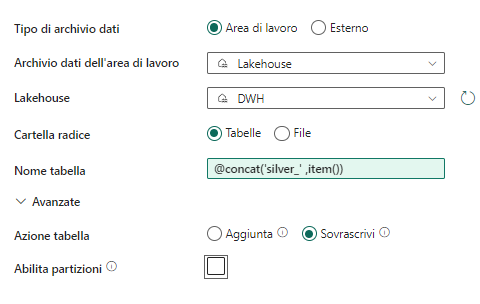 Tipo di archivio dati Area di lavoro Esterno
Archivio dati dell'area di lavoro Lakehouse
Lakehouse DWH
Cartella radice Tabelle File
Nome tabella @concat('silver_' ,item())
Avanzate
Azione tabella Aggiunta Sovrascrivi
Abilita partizioni